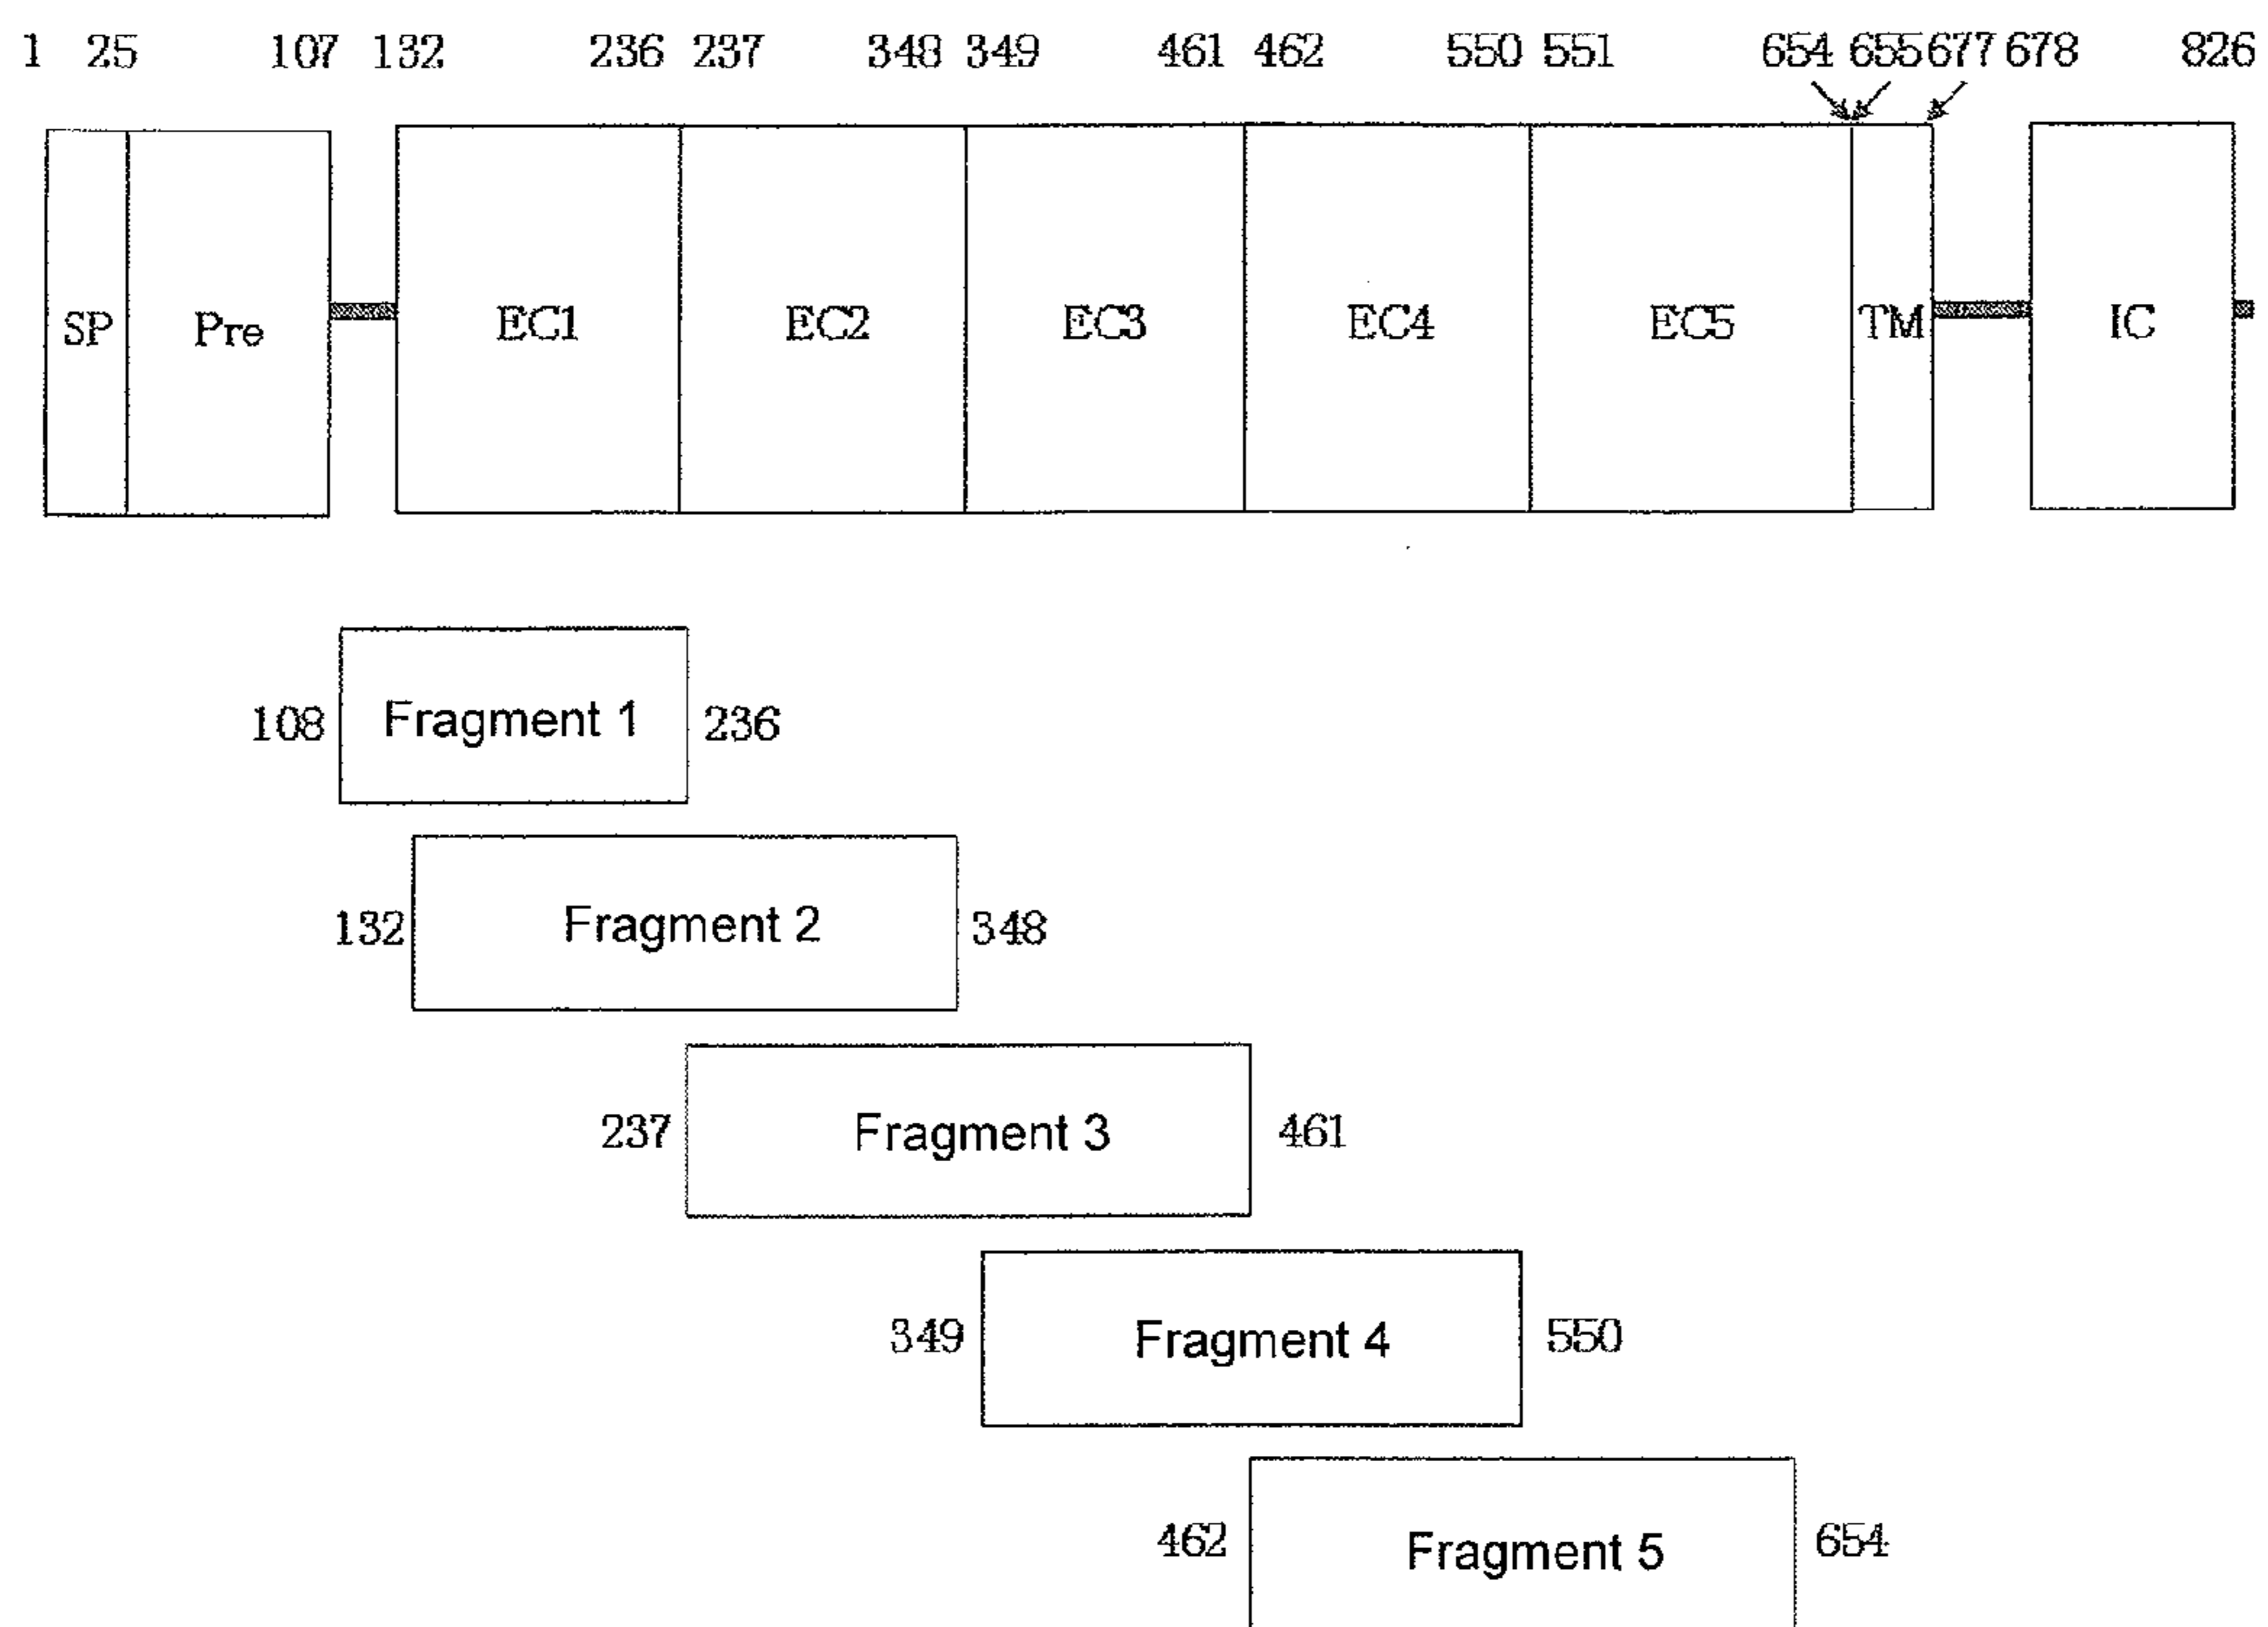 1 25 107 132 236 237 348 349 461 462 550 551 654 655 677 678 826
SP Pre EC1 EC2 EC3 EC4 EC5 TM IC
108 Fragment 1 236
132 Fragment 2 348
237 Fragment 3 461
349 Fragment 4 550
462 Fragment 5 654